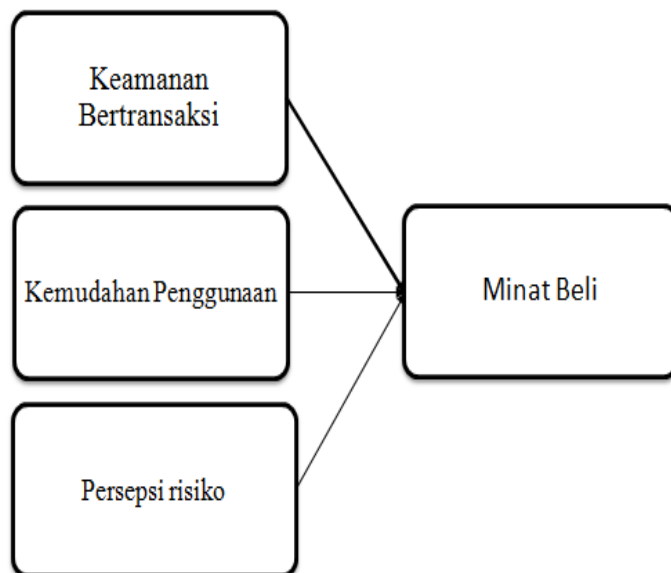 Keamanan
Bertransaksi
Kemudahan Penggunaan
Minat Beli
Persepsi risiko